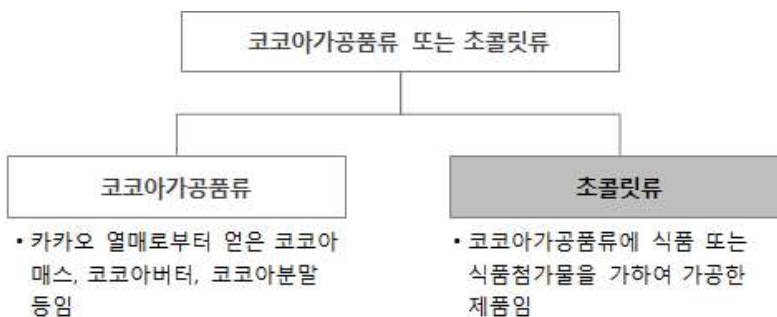 코코아가공품류 또는 초콜릿류
코코아가공품류
• 카카오 열매로부터 얻은 코코아
매스, 코코아버터, 코코아분말
등임
초콜릿류
• 코코아가공품류에 식품 또는
식품첨가물을 가하여 가공한
제품임